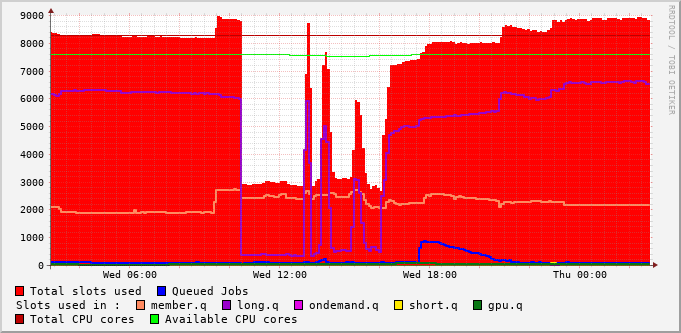 9000
8000
7000
6000
5000
4000
3000
2000
1000
0
Wed 06:00 Wed 12:00 Wed 18:00 Thu 00:00
RRDTOOL / TOBI OETIKER
Total slots used Queued Jobs
Slots used in : member.q long.q ondemand.q short.q gpu.q
Total CPU cores Available CPU cores